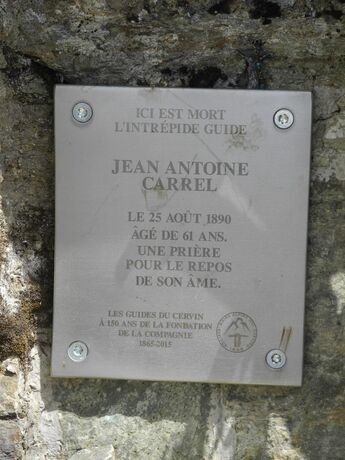 ICI EST MORT
L'INTRÉPIDE GUIDE
JEAN ANTOINE
CARREL
LE 25 AOÛT 1890
ÂGÉ DE 61 ANS.
UNE PRIÈRE
POUR LE REPOS
DE SON ÂME.
LES GUIDES DU CERVIN
À 150 ANS DE LA FONDATION
DE LA COMPAGNIE
1865-2015